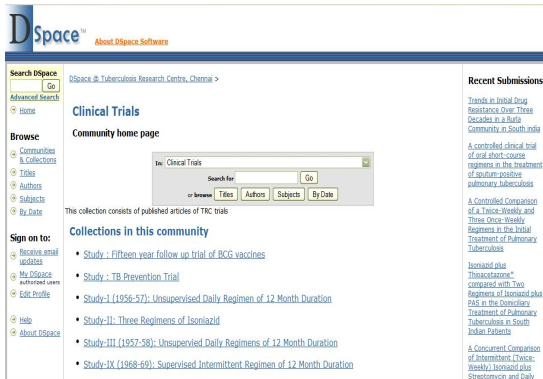 DSpace™
About DSpace Software
Search DSpace
Go
Advanced Search
Home
Browse
Communities
& Collections
Titles
Authors
Subjects
By Date
Sign on to:
Receive email
updates
My DSpace
authorized users
Edit Profile
Help
About DSpace
DSpace @ Tuberculosis Research Centre, Chennai >
Clinical Trials
Community home page
In: Clinical Trials
Search for Go
or browse Titles Authors Subjects By Date
This collection consists of published articles of TRC trials
Collections in this community
Study : Fifteen year follow up trial of BCG vaccines
Study : TB Prevention Trial
Study-I (1956-57): Unsupervised Daily Regimen of 12 Month Duration
Study-II: Three Regimens of Isoniazid
Study-III (1957-58): Unsupervied Daily Regimens of 12 Month Duration
Study-IX (1968-69): Supervised Intermittent Regimen of 12 Month Duration
Recent Submissions
Trends in Initial Drug
Resistance Over Three
Decades in a Rurla
Community in South india
A controlled clinical trial
of oral short-course
regimens in the treatment
of sputum-positive
pulmonary tuberculosis
A Controlled Comparison
of a Twice-Weekly and
Three Once-Weekly
Regimens in the Initial
Treatment of Pulmonary
Tuberculosis
Isoniazid plus
Thioacetazone"
compared with Two
Regimens of Isoniazid plus
PAS in the Domiciliary
Treatment of Pulmonary
Tuberculosis in South
Indian Patients
A Concurrent Comparison
of Intermittent (Twice-
Weekly) Isoniazid plus
Streptomycin and Daily